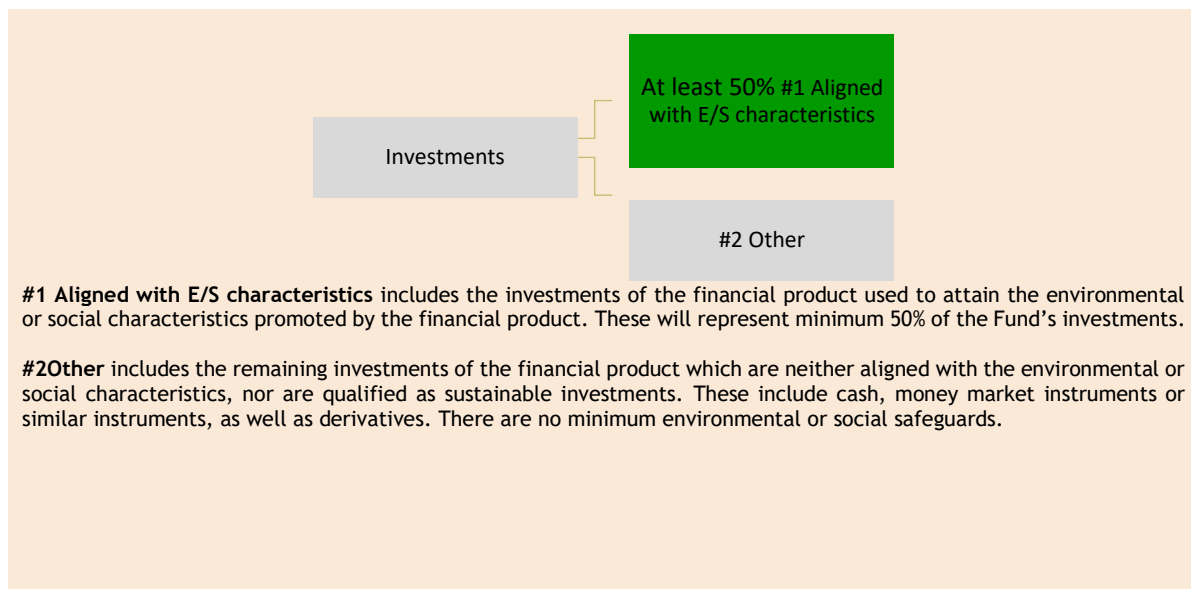 At least 50% #1 Aligned
with E/S characteristics
Investments
#2 Other
#1 Aligned with E/S characteristics includes the investments of the financial product used to attain the environmental
or social characteristics promoted by the financial product. These will represent minimum 50% of the Fund’s investments.
#2Other includes the remaining investments of the financial product which are neither aligned with the environmental or
social characteristics, nor are qualified as sustainable investments. These include cash, money market instruments or
similar instruments, as well as derivatives. There are no minimum environmental or social safeguards.